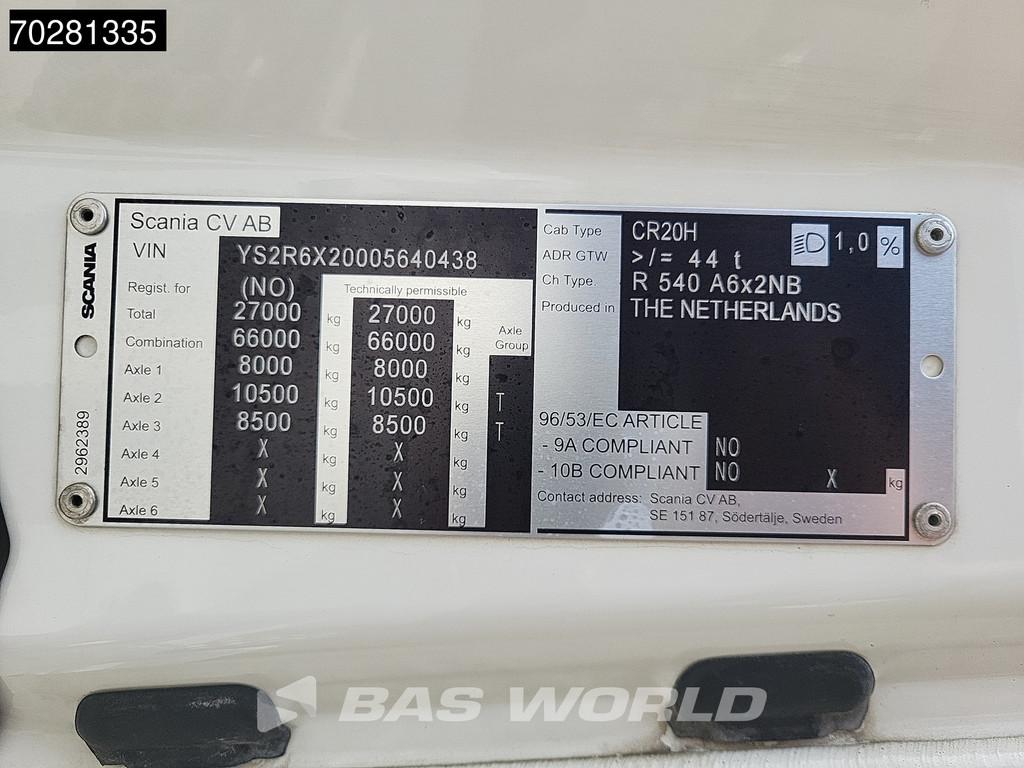 70281335
SCANIA
2962389
Scania CV AB
VIN YS2R6X20005640438
Regist. for (NO) Technically permissible
Total 27000 kg 27000 kg Axle
Combination 66000 kg 66000 kg Group
Axle 1 8000 kg 8000 kg
Axle 2 10500 kg 10500 kg T
Axle 3 8500 kg 8500 kg T
Axle 4 X kg X kg
Axle 5 X kg X kg
Axle 6 X kg X kg
Cab Type CR20H 1,0 %
ADR GTW >/= 44 t
Ch Type R 540 A6x2NB
Produced in THE NETHERLANDS
96/53/EC ARTICLE
- 9A COMPLIANT NO
- 10B COMPLIANT NO X kg
Contact address: Scania CV AB,
SE 151 87, Södertälje, Sweden
BAS WORLD